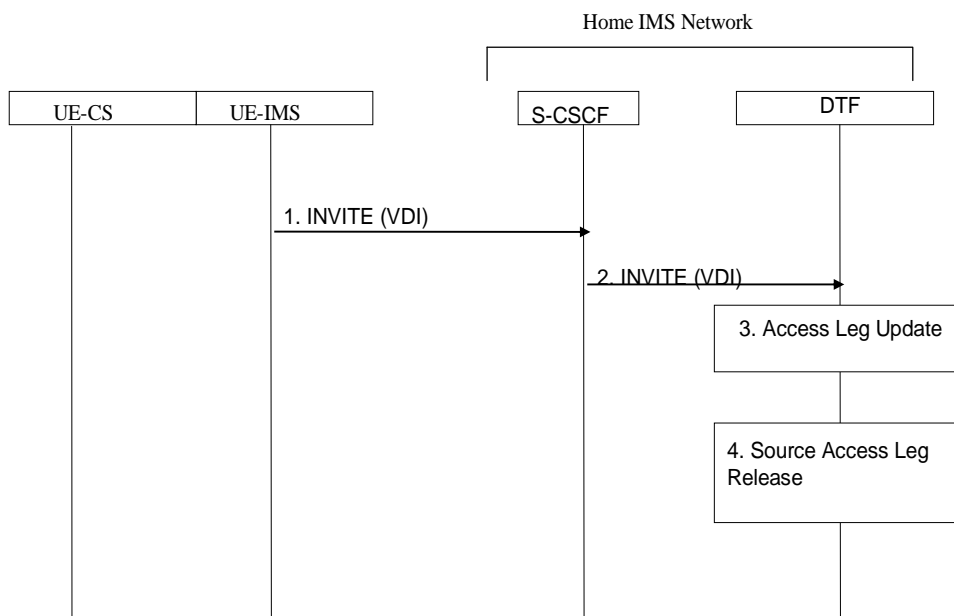 Home IMS Network
UE-CS
UE-IMS
S-CSCF
DTF
1. INVITE (VDI)
2. INVITE (VDI)
3. Access Leg Update
4. Source Access Leg
Release